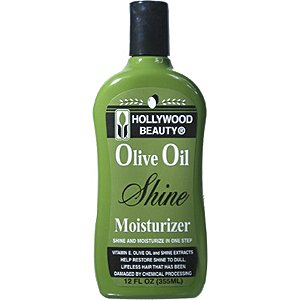 HOLLYWOOD
BEAUTY®
Olive Oil
Shine
Moisturizer
SHINE AND MOISTURIZE IN ONE STEP
VITAMIN E, OLIVE OIL and SHINE EXTRACTS
HELP RESTORE SHINE TO DULL,
LIFELESS HAIR THAT HAS BEEN
DAMAGED BY CHEMICAL PROCESSING
12 FL OZ (355ML)